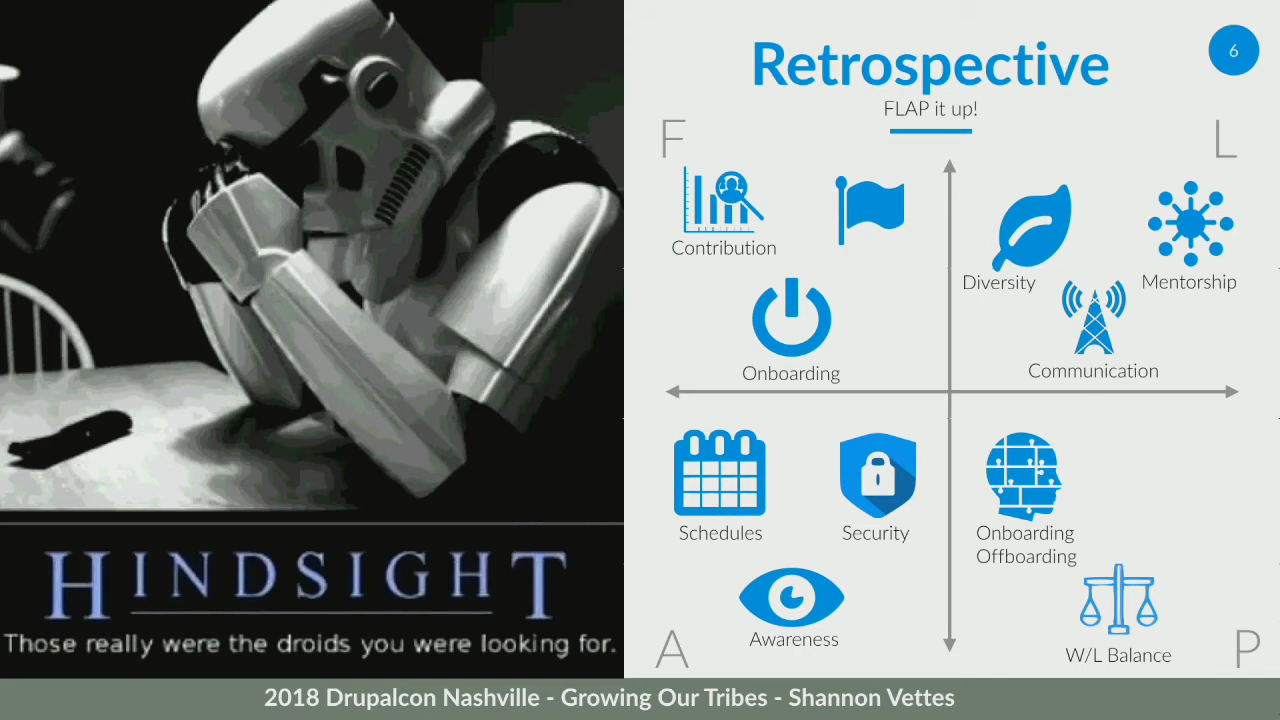 HINDSIGHT
Those really were the droids you were looking for.
Retrospective
6
FLAP it up!
F
L
Contribution
Diversity
Mentorship
Onboarding
Communication
Schedules
Security
Onboarding
Offboarding
Awareness
W/L Balance
A
P
2018 Drupalcon Nashville - Growing Our Tribes - Shannon Vettes